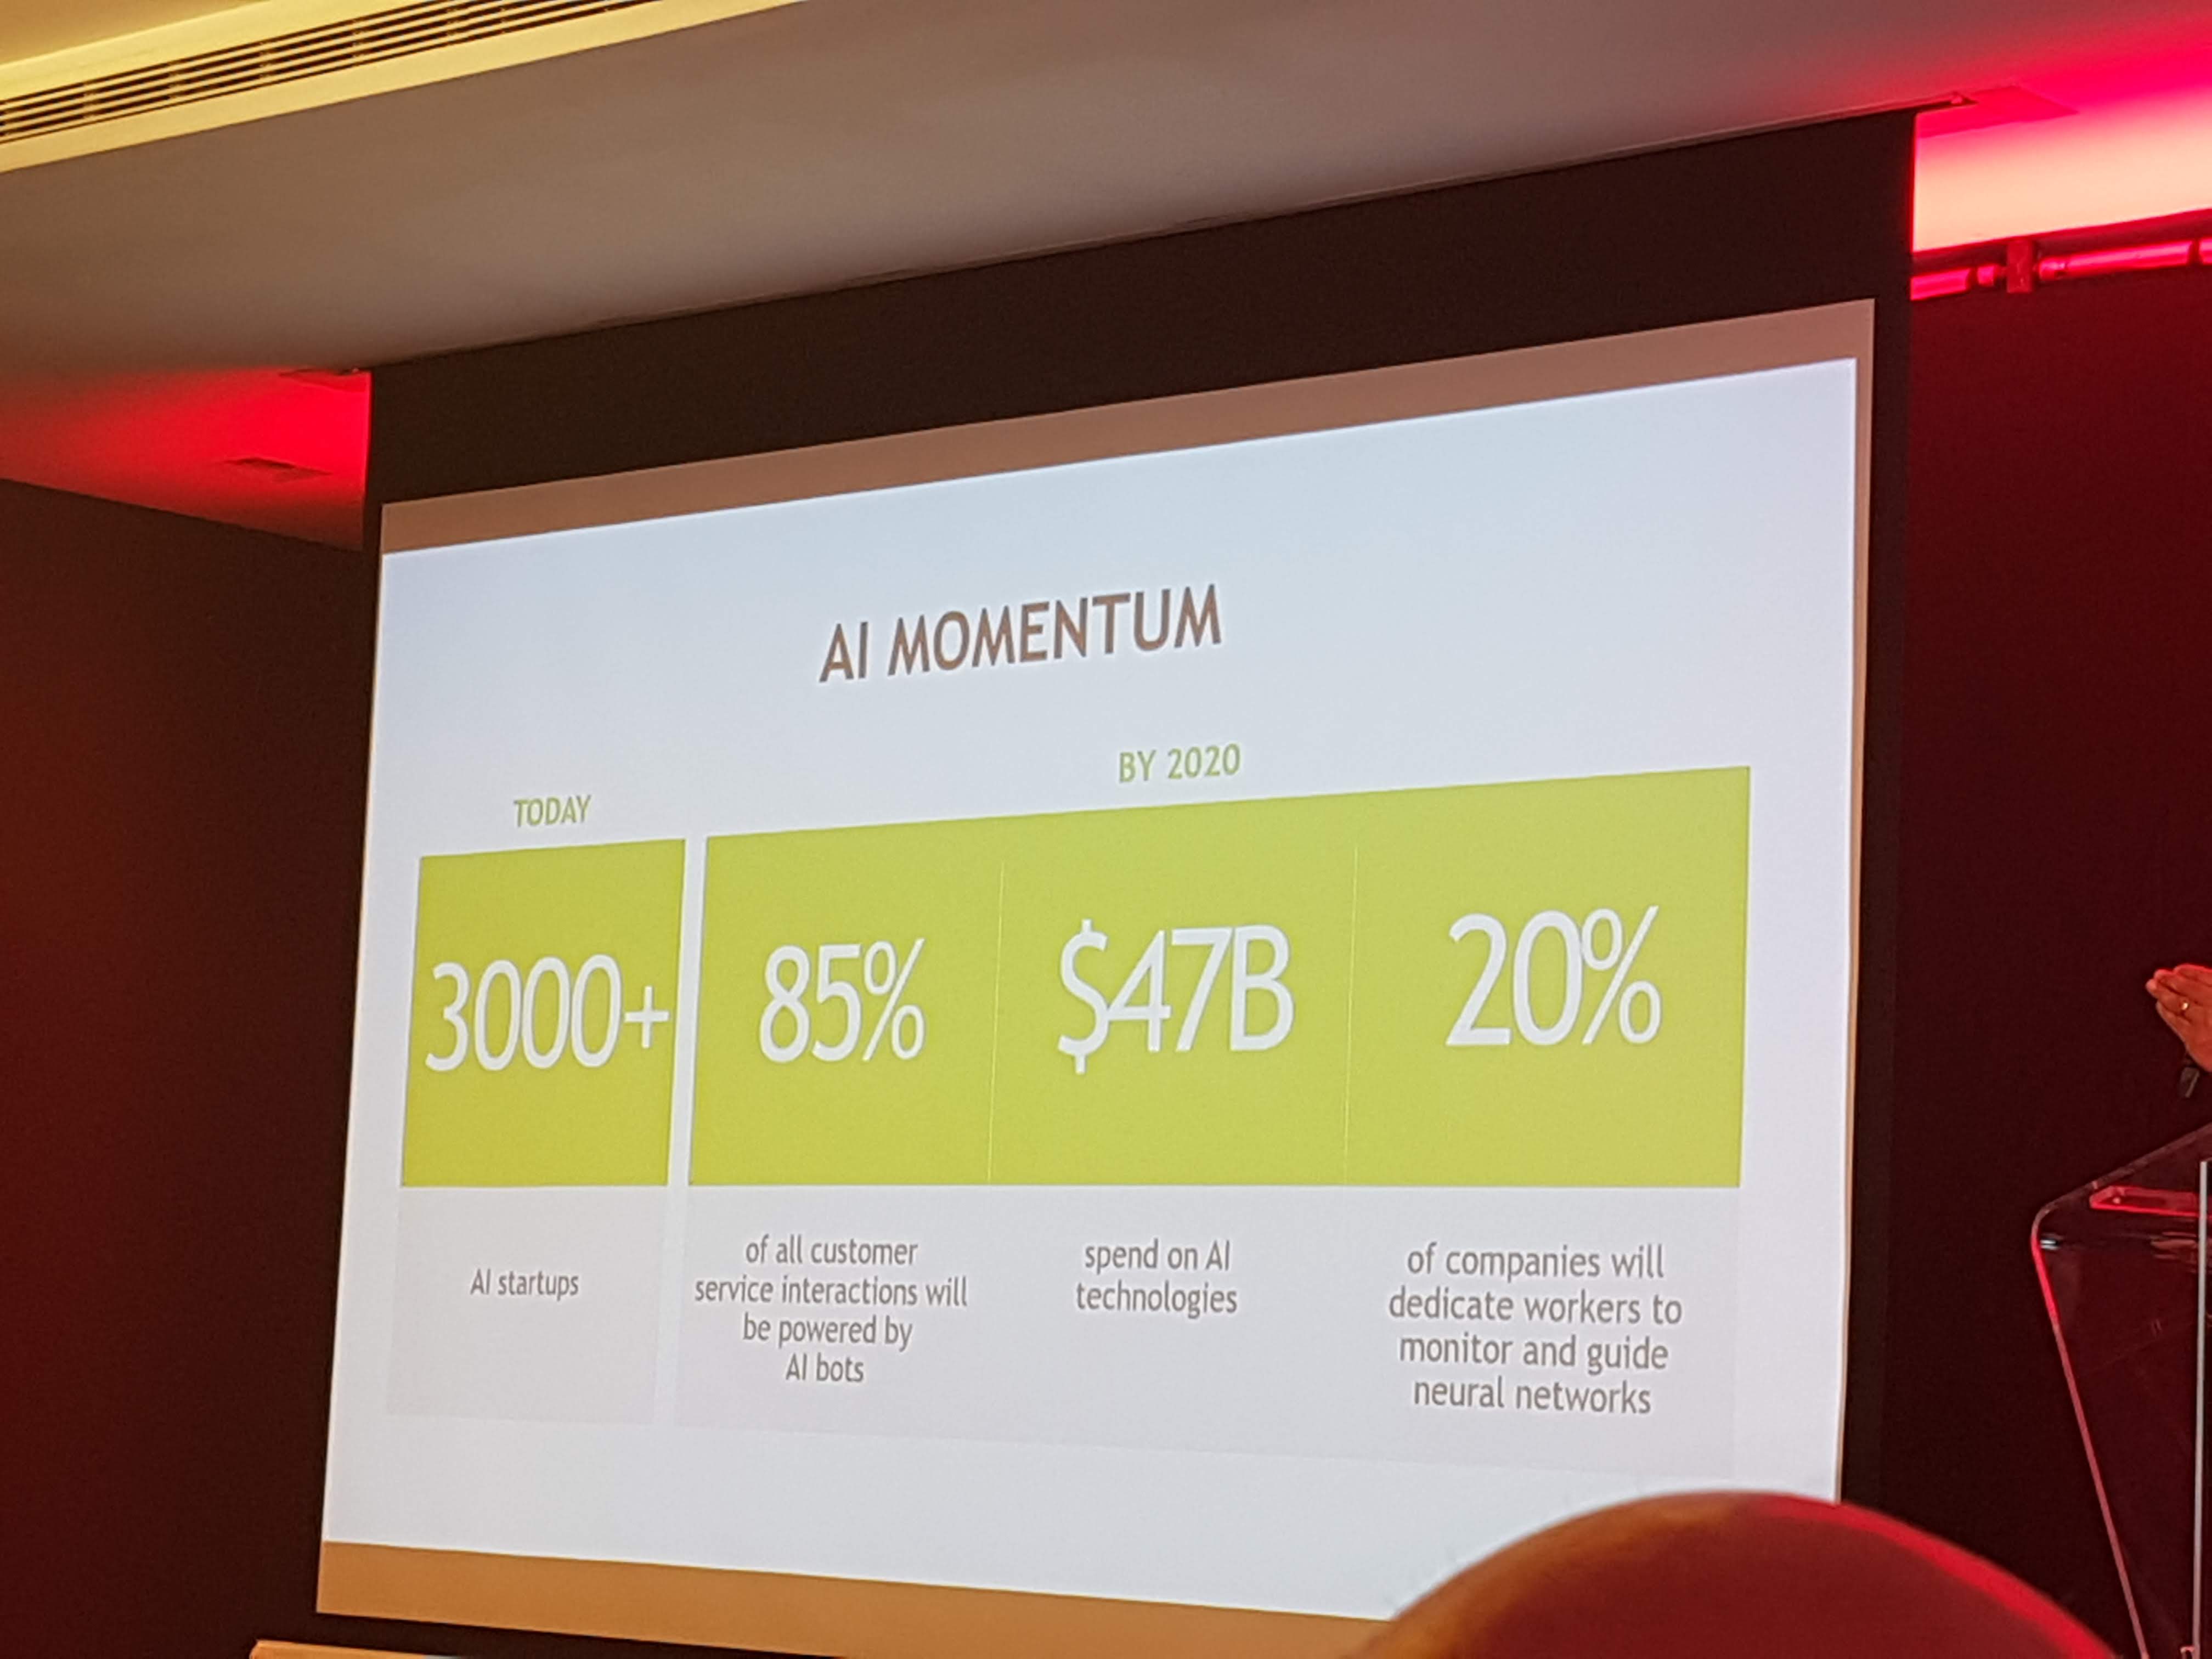 AI MOMENTUM
TODAY
3000+
AI startups
BY 2020
85%
of all customer
service interactions will
be powered by
AI bots
$47B
spend on AI
technologies
20%
of companies will
dedicate workers to
monitor and guide
neural networks